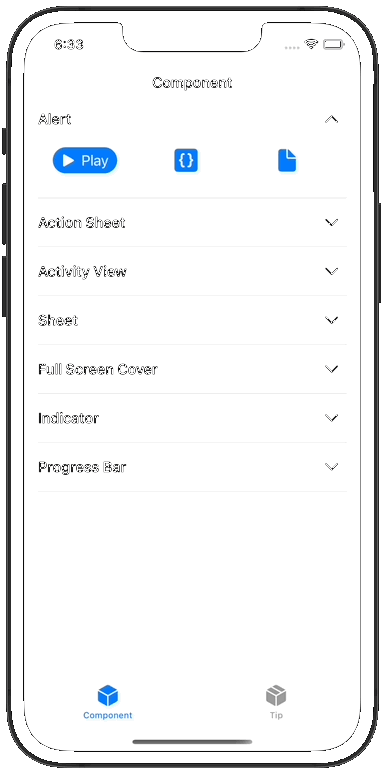 6:33
Component
Alert
Play
{}
Action Sheet
Activity View
Sheet
Full Screen Cover
Indicator
Progress Bar
Component
Tip